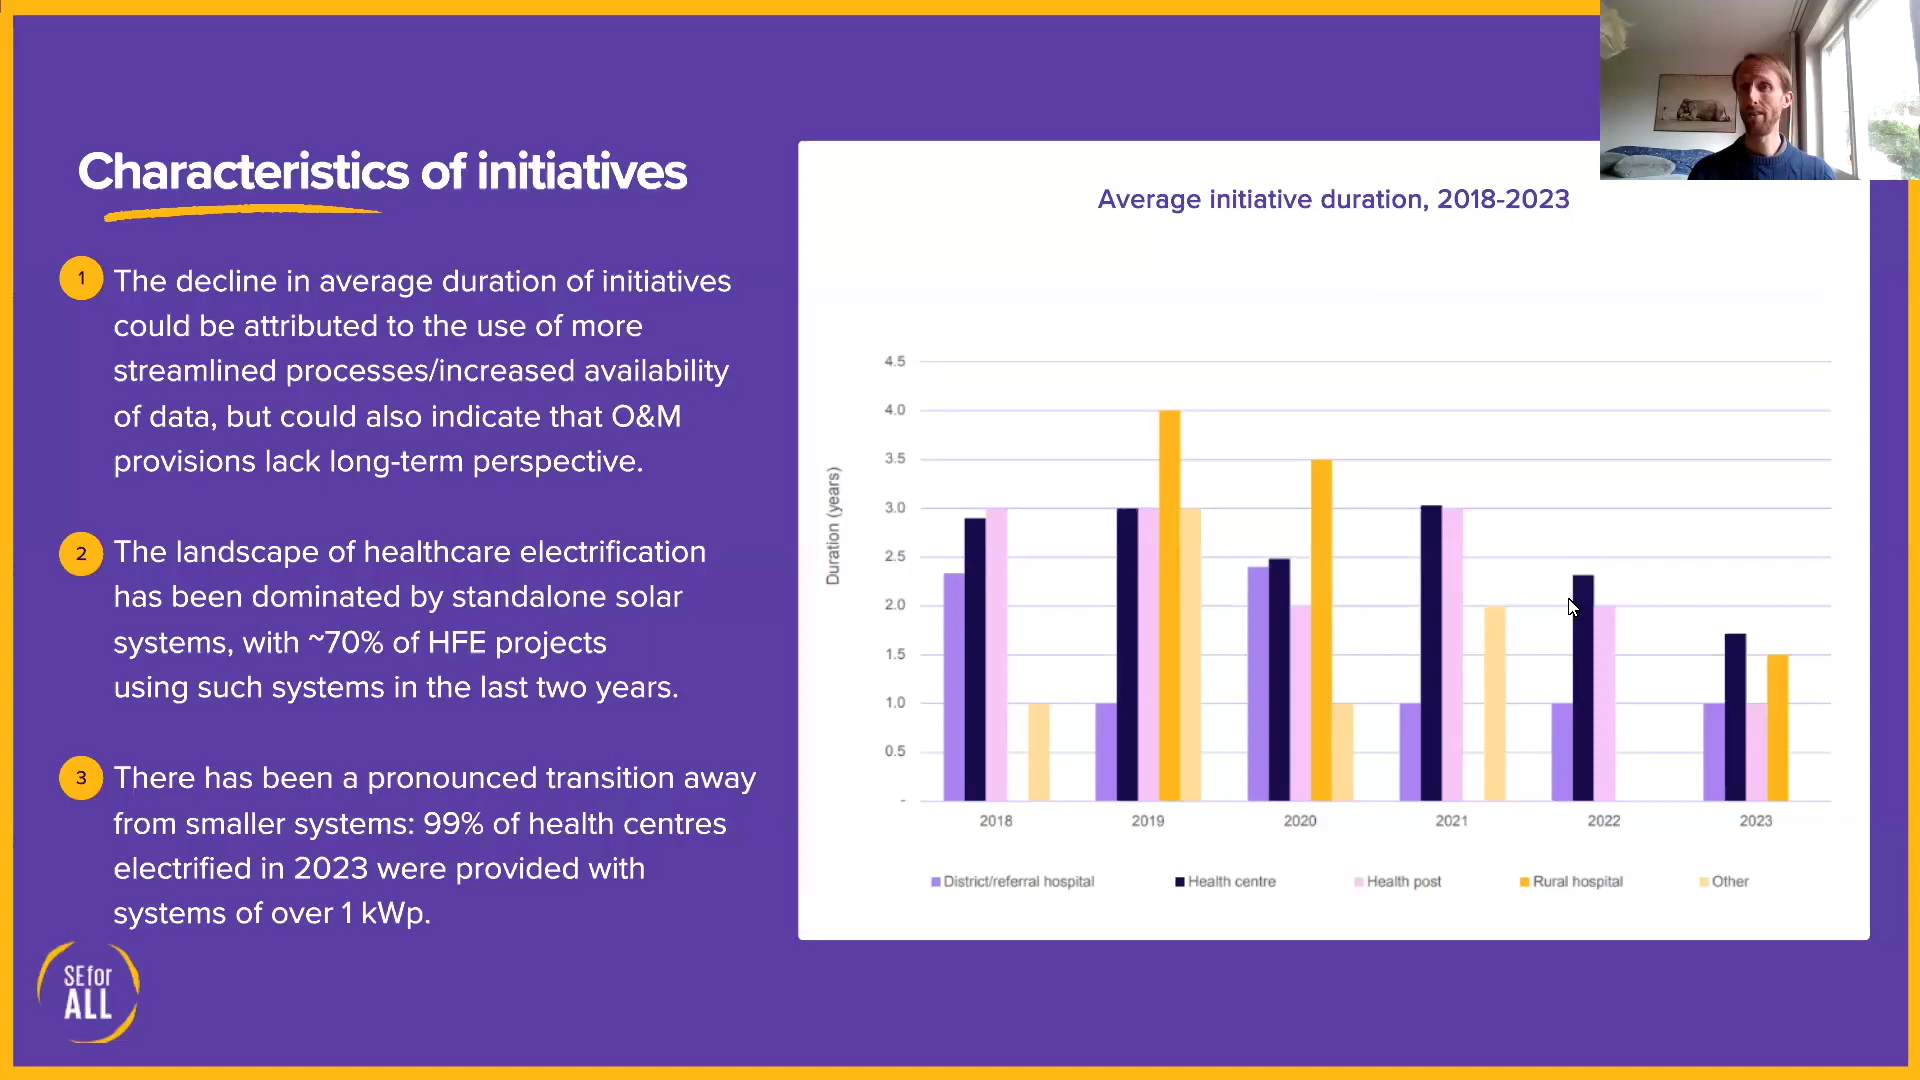 Characteristics of initiatives
1 The decline in average duration of initiatives
could be attributed to the use of more
streamlined processes/increased availability
of data, but could also indicate that O&M
provisions lack long-term perspective.
2 The landscape of healthcare electrification
has been dominated by standalone solar
systems, with ~70% of HFE projects
using such systems in the last two years.
3 There has been a pronounced transition away
from smaller systems: 99% of health centres
electrified in 2023 were provided with
systems of over 1 kWp.
SEfor
ALL
Average initiative duration, 2018-2023
Duration (years)
4.5
4.0
3.5
3.0
2.5
2.0
1.5
1.0
0.5
-
2018 2019 2020 2021 2022 2023
District/referral hospital Health centre Health post Rural hospital Other